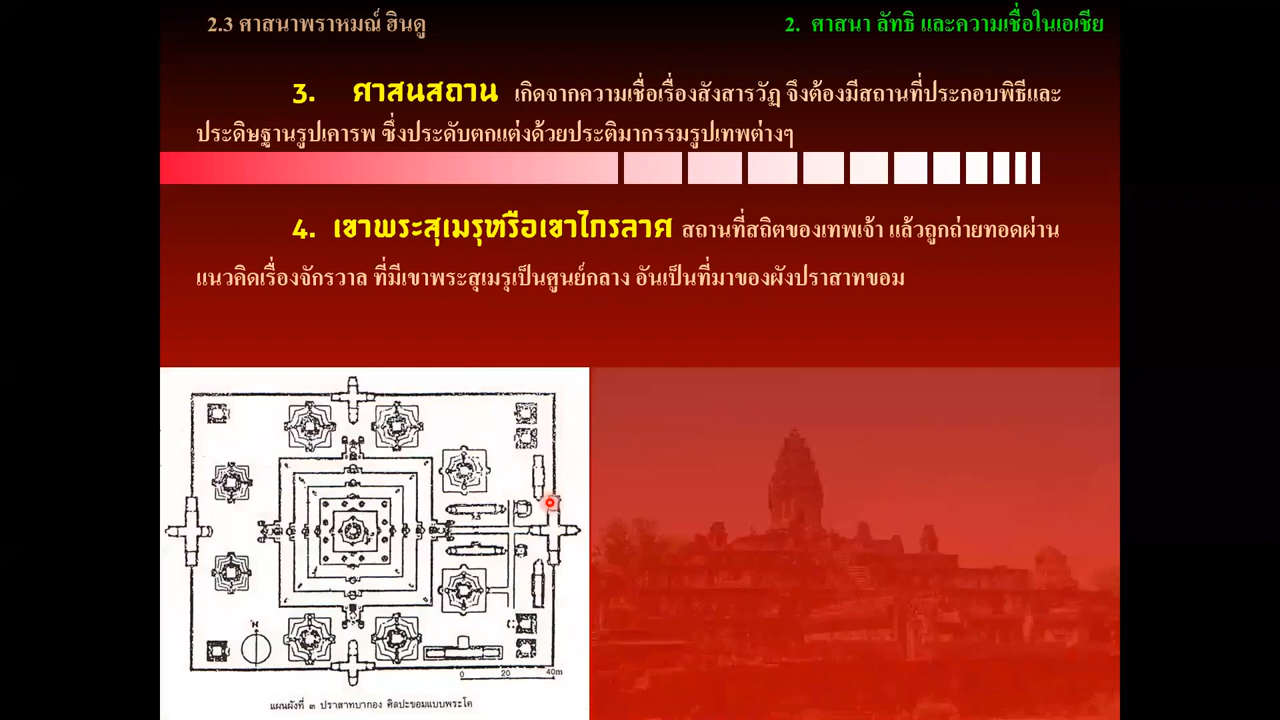 2.3 ศาสนาพราหมณ์ ฮินดู
2. ศาสนา ลัทธิ และความเชื่อในเอเชีย
3. ศาสนสถาน เกิดจากความเชื่อเรื่องสังสารวัฏ จึงต้องมีสถานที่ประกอบพิธีและ
ประดิษฐานรูปเคารพ ซึ่งประดับตกแต่งด้วยประติมากรรมรูปเทพต่างๆ
4. เขาพระสุเมรุหรือเขาไกรลาศ สถานที่สถิตของเทพเจ้า แล้วถูกถ่ายทอดผ่าน
แนวคิดเรื่องจักรวาล ที่มีเขาพระสุเมรุเป็นศูนย์กลาง อันเป็นที่มาของผังปราสาทขอม
N
0 20 40m
แผนผังที่ ๓ ปราสาทบากอง ศิลปะขอมแบบพระโค